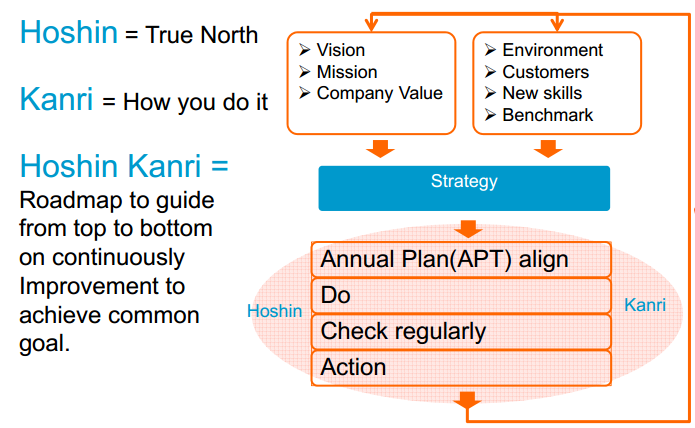 Hoshin = True North
Kanri = How you do it
Hoshin Kanri =
Roadmap to guide
from top to bottom
on continuously
Improvement to
achieve common
goal.
➢ Vision
➢ Mission
➢ Company Value
➢ Environment
➢ Customers
➢ New skills
➢ Benchmark
Strategy
Annual Plan(APT) align
Do
Check regularly
Action
Hoshin
Kanri